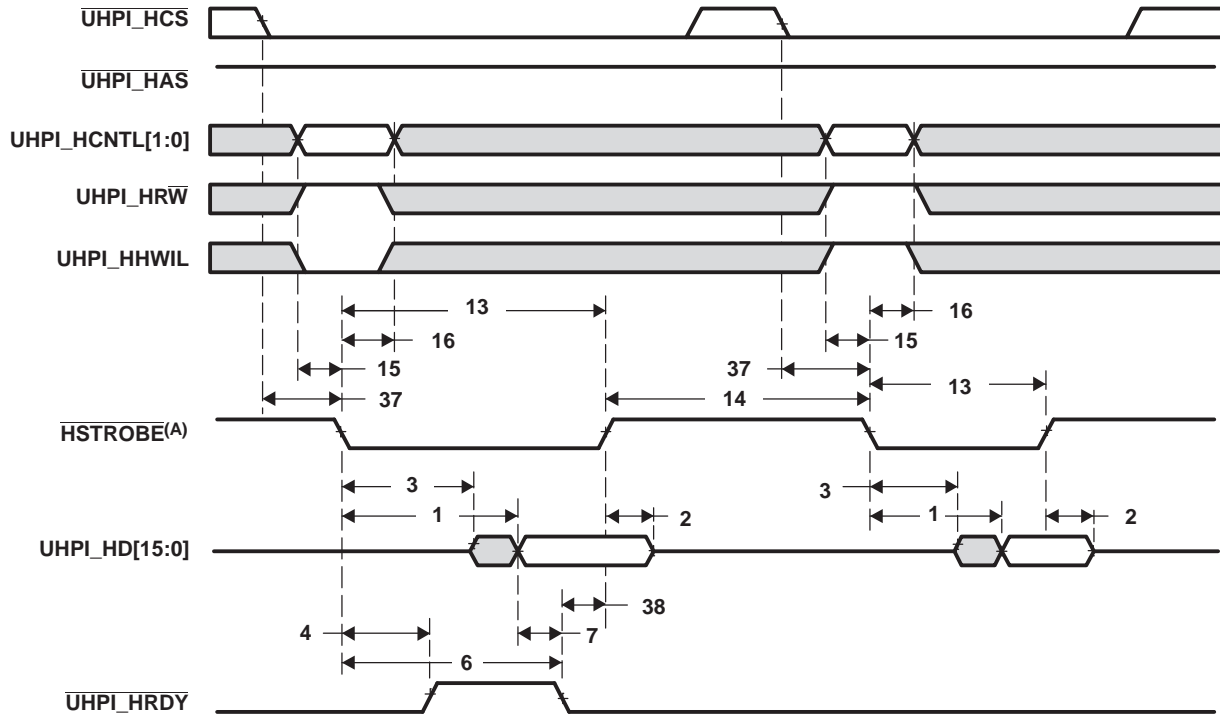 UHPI_HCS
UHPI_HAS
UHPI_HCNTL[1:0]
UHPI_HRW
UHPI_HHWIL
13
16
16
15
15
37
37
13
14
HSTROBE(A)
3
3
1
1
2
2
UHPI_HD[15:0]
38
4
7
6
UHPI_HRDY